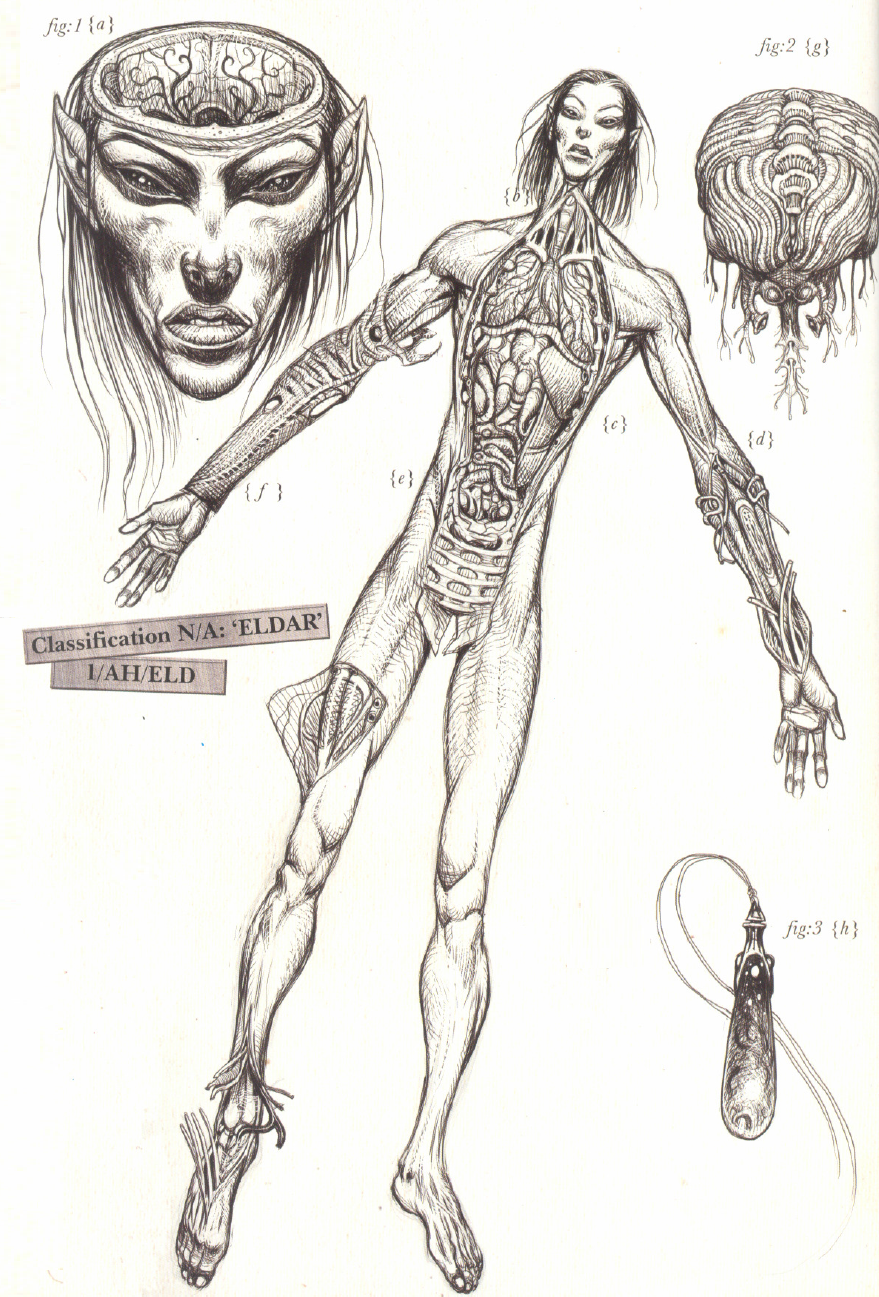 fig:1 {a}
fig:2 {g}
{b}
{c}
{d}
{e}
{f }
Classification N/A: ‘ELDAR’
1/AH/ELD
fig:3 {h}